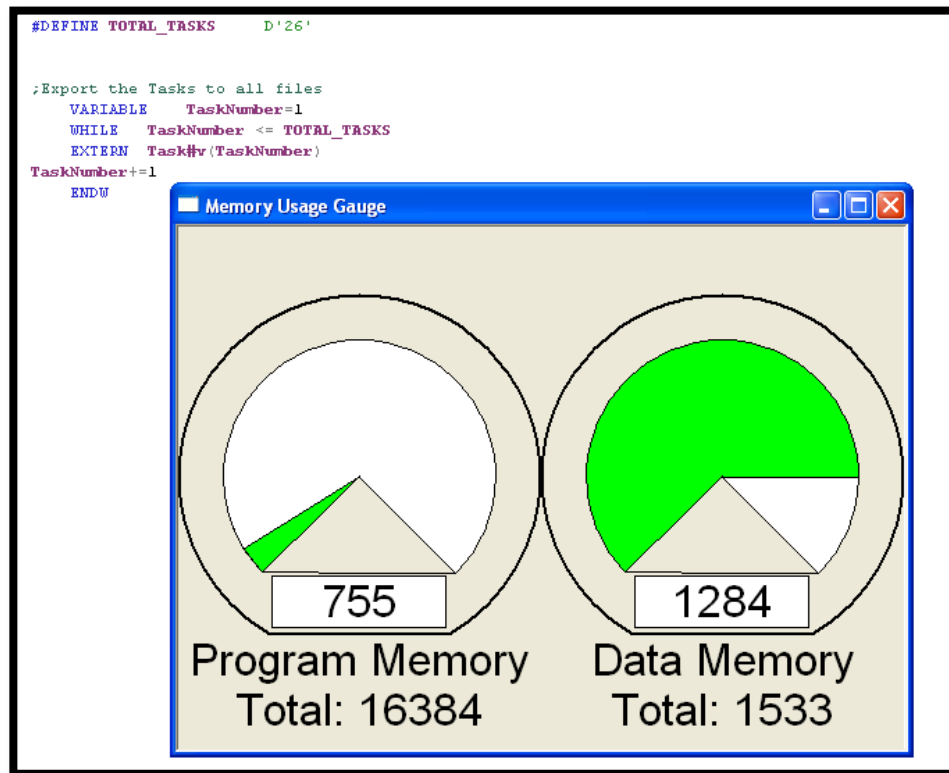 #DEFINE TOTAL_TASKS D'26'
;Export the Tasks to all files
VARIABLE TaskNumber=1
WHILE TaskNumber <= TOTAL_TASKS
EXTERN Task#v(TaskNumber)
TaskNumber+=1
ENDW
Memory Usage Gauge
755
1284
Program Memory
Total: 16384
Data Memory
Total: 1533